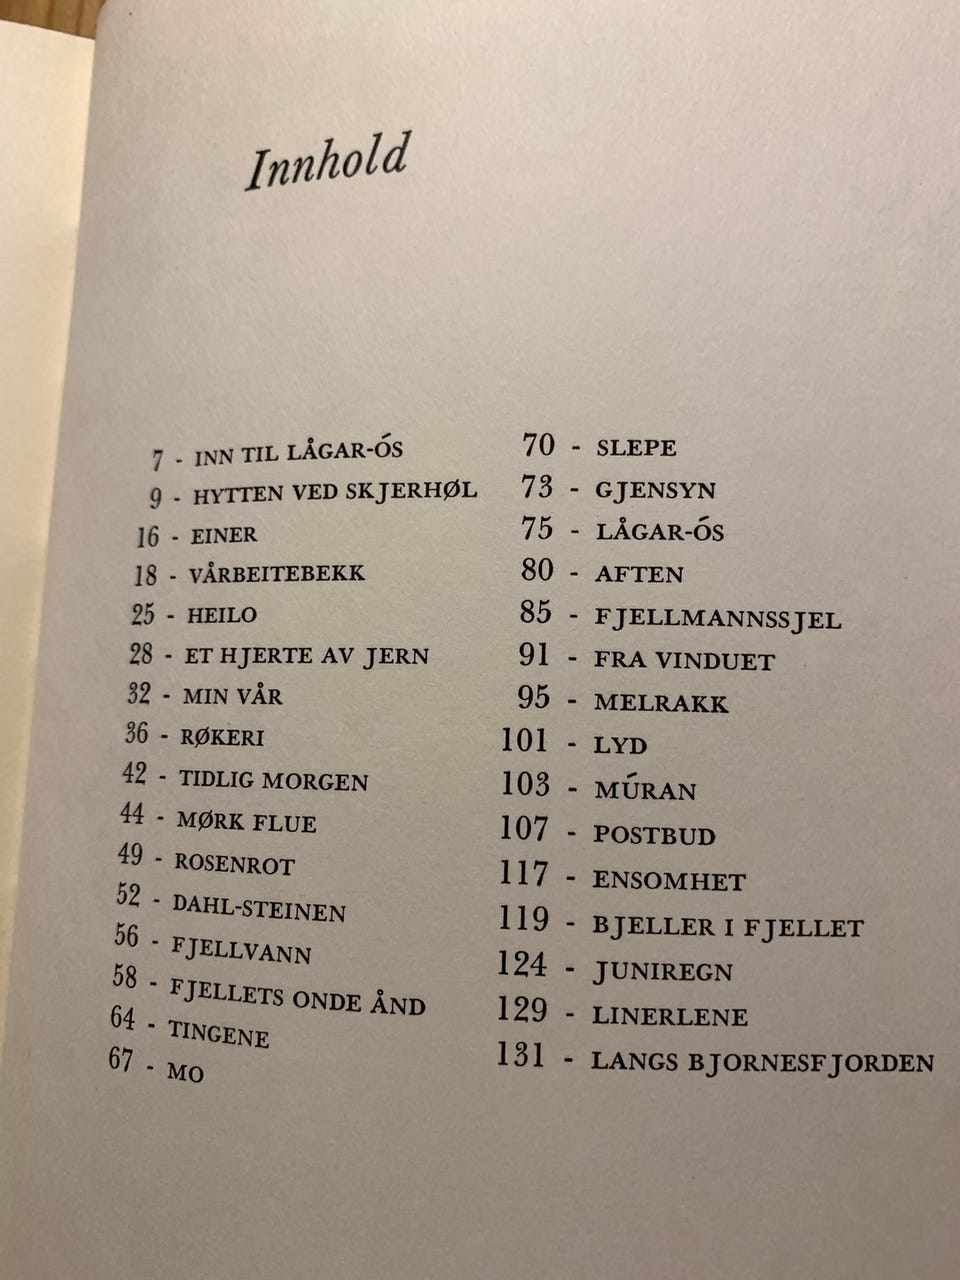 Innhold
7 - INN TIL LÅGAR-ÓS
9 - HYTTEN VED SKJERHØL
16 - EINER
18 - VÅRBEITEBEKK
25 - HEILO
28 - ET HJERTE AV JERN
32 - MIN VÅR
36 - RØKERI
42 - TIDLIG MORGEN
44 - MØRK FLUE
49 - ROSENROT
52 - DAHL-STEINEN
56 - FJELLVANN
58 - FJELLETS ONDE ÅND
64 - TINGENE
67 - MO
70 - SLEPE
73 - GJENSYN
75 - LÅGAR-ÓS
80 - AFTEN
85 - FJELLMANNSSJEL
91 - FRA VINDUET
95 - MELRAKK
101 - LYD
103 - MÚRAN
107 - POSTBUD
117 - ENSOMHET
119 - BJELLER I FJELLET
124 - JUNIREGN
129 - LINERLENE
131 - LANGS BJORNESFJORDEN